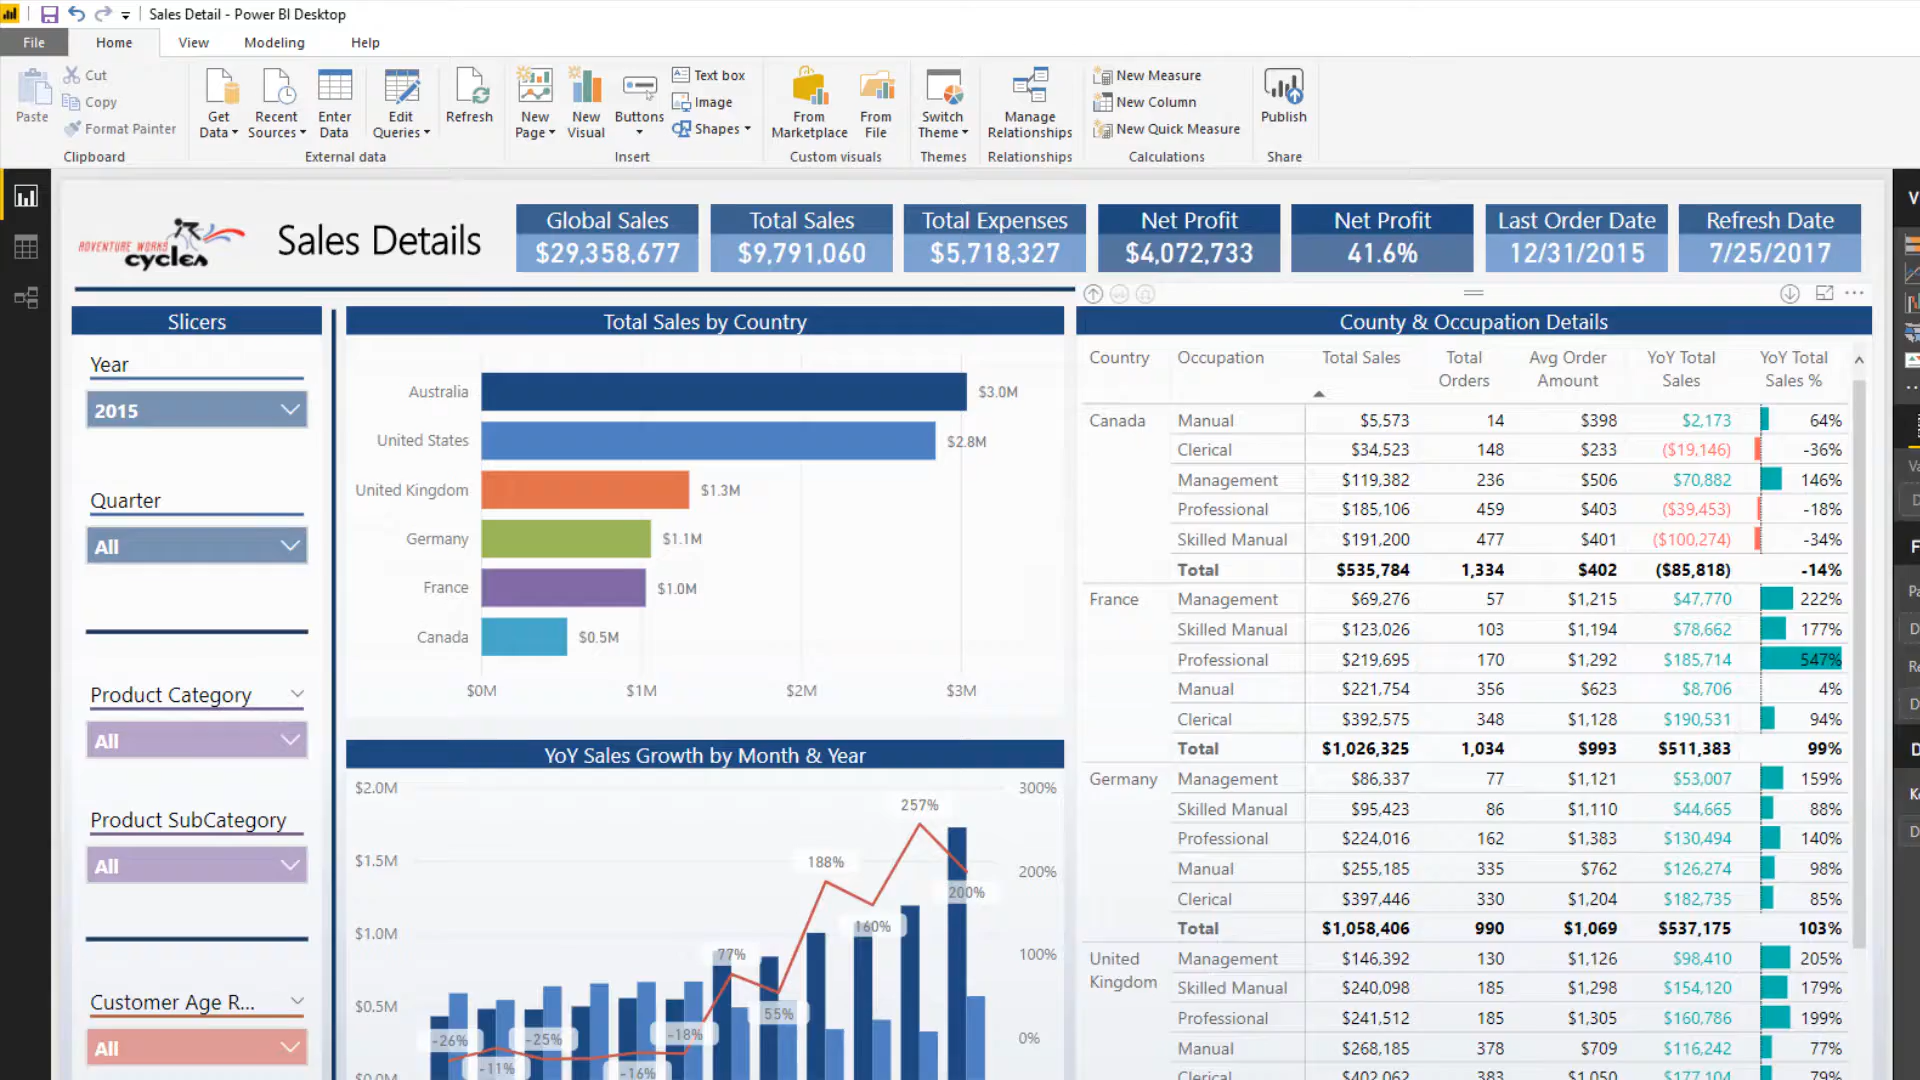 Sales Detail - Power BI Desktop
File Home View Modeling Help
Paste
Cut
Copy
Format Painter
Clipboard
Get Data
Recent Sources
Enter Data
Edit Queries
Refresh
External data
New Page
New Visual
Buttons
Text box
Image
Shapes
Insert
From Marketplace
From File
Custom visuals
Switch Theme
Themes
Manage Relationships
Relationships
New Measure
New Column
New Quick Measure
Calculations
Publish
Share
ADVENTURE WORKS
cycles
Sales Details
Global Sales
$29,358,677
Total Sales
$9,791,060
Total Expenses
$5,718,327
Net Profit
$4,072,733
Net Profit
41.6%
Last Order Date
12/31/2015
Refresh Date
7/25/2017
Slicers
Year
2015
Quarter
All
Product Category
All
Product SubCategory
All
Customer Age R...
All
Total Sales by Country
Australia $3.0M
United States $2.8M
United Kingdom $1.3M
Germany $1.1M
France $1.0M
Canada $0.5M
$0M $1M $2M $3M
YoY Sales Growth by Month & Year
$2.0M
$1.5M
$1.0M
$0.5M
$0.0M
300%
200%
100%
0%
-26%
-11%
-25%
-16%
-18%
77%
55%
188%
160%
257%
200%
County & Occupation Details
Country Occupation Total Sales Total Orders Avg Order Amount YoY Total Sales YoY Total Sales %
Canada Manual $5,573 14 $398 $2,173 64%
Clerical $34,523 148 $233 ($19,146) -36%
Management $119,382 236 $506 $70,882 146%
Professional $185,106 459 $403 ($39,453) -18%
Skilled Manual $191,200 477 $401 ($100,274) -34%
Total $535,784 1,334 $402 ($85,818) -14%
France Management $69,276 57 $1,215 $47,770 222%
Skilled Manual $123,026 103 $1,194 $78,662 177%
Professional $219,695 170 $1,292 $185,714 547%
Manual $221,754 356 $623 $8,706 4%
Clerical $392,575 348 $1,128 $190,531 94%
Total $1,026,325 1,034 $993 $511,383 99%
Germany Management $86,337 77 $1,121 $53,007 159%
Skilled Manual $95,423 86 $1,110 $44,665 88%
Professional $224,016 162 $1,383 $130,494 140%
Manual $255,185 335 $762 $126,274 98%
Clerical $397,446 330 $1,204 $182,735 85%
Total $1,058,406 990 $1,069 $537,175 103%
United Kingdom Management $146,392 130 $1,126 $98,410 205%
Skilled Manual $240,098 185 $1,298 $154,120 179%
Professional $241,512 185 $1,305 $160,786 199%
Manual $268,185 378 $709 $116,242 77%
Clerical $402,062 383 $1,050 $177,104 79%